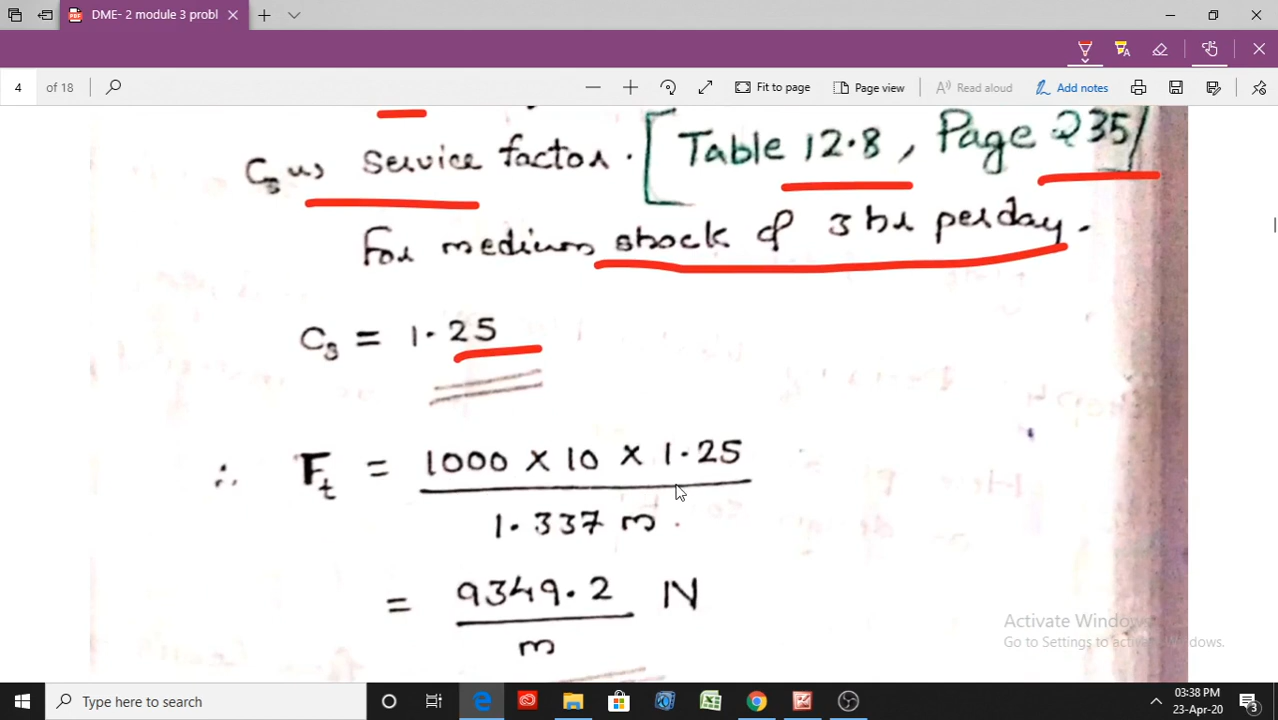 DME- 2 module 3 probl
4 of 18
Fit to page
Page view
Read aloud
Add notes
Cs is Service factor. [Table 12.8, Page 235]
For medium shock & 3 hr per day.
Cs = 1.25
∴ Ft = 1000 x 10 x 1.25
1.337 m
= 9349.2 N
m
Activate Windows
Go to Settings to activate Windows.
Type here to search
03:38 PM
23-Apr-20
3